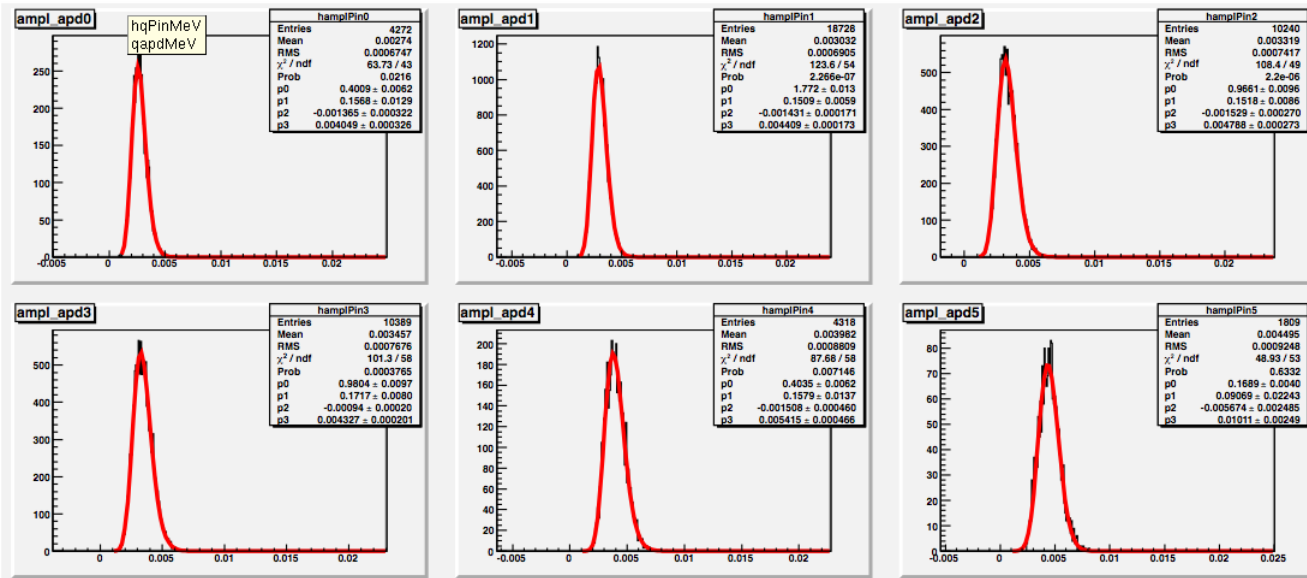 ampl_apd0
hqPinMeV
qapdMeV
hamplPin0
Entries 4272
Mean 0.00274
RMS 0.0006747
χ² / ndf 63.73 / 43
Prob 0.0216
p0 0.4009 ± 0.0062
p1 0.1568 ± 0.0129
p2 -0.001365 ± 0.000322
p3 0.004049 ± 0.000326
250
200
150
100
50
0
-0.005 0 0.005 0.01 0.015 0.02
ampl_apd1
hamplPin1
Entries 18728
Mean 0.003032
RMS 0.0006905
χ² / ndf 123.6 / 54
Prob 2.266e-07
p0 1.772 ± 0.013
p1 0.1509 ± 0.0059
p2 -0.001431 ± 0.000171
p3 0.004409 ± 0.000173
1200
1000
800
600
400
200
0
-0.005 0 0.005 0.01 0.015 0.02
ampl_apd2
hamplPin2
Entries 10240
Mean 0.003319
RMS 0.0007417
χ² / ndf 108.4 / 49
Prob 2.2e-06
p0 0.9661 ± 0.0096
p1 0.1518 ± 0.0086
p2 -0.001529 ± 0.000270
p3 0.004788 ± 0.000273
500
400
300
200
100
0
0 0.005 0.01 0.015 0.02
ampl_apd3
hamplPin3
Entries 10389
Mean 0.003457
RMS 0.0007676
χ² / ndf 101.3 / 58
Prob 0.0003765
p0 0.9804 ± 0.0097
p1 0.1717 ± 0.0080
p2 -0.00094 ± 0.00020
p3 0.004327 ± 0.000201
500
400
300
200
100
0
0 0.005 0.01 0.015 0.02
ampl_apd4
hamplPin4
Entries 4318
Mean 0.003982
RMS 0.0008809
χ² / ndf 87.68 / 58
Prob 0.007146
p0 0.4035 ± 0.0062
p1 0.1579 ± 0.0137
p2 -0.001508 ± 0.000460
p3 0.005415 ± 0.000466
200
180
160
140
120
100
80
60
40
20
0
-0.005 0 0.005 0.01 0.015 0.02
ampl_apd5
hamplPin5
Entries 1809
Mean 0.004495
RMS 0.0009248
χ² / ndf 48.93 / 53
Prob 0.6332
p0 0.1689 ± 0.0040
p1 0.09069 ± 0.02243
p2 -0.005674 ± 0.002485
p3 0.01011 ± 0.00249
80
70
60
50
40
30
20
10
0
-0.005 0 0.005 0.01 0.015 0.02 0.025